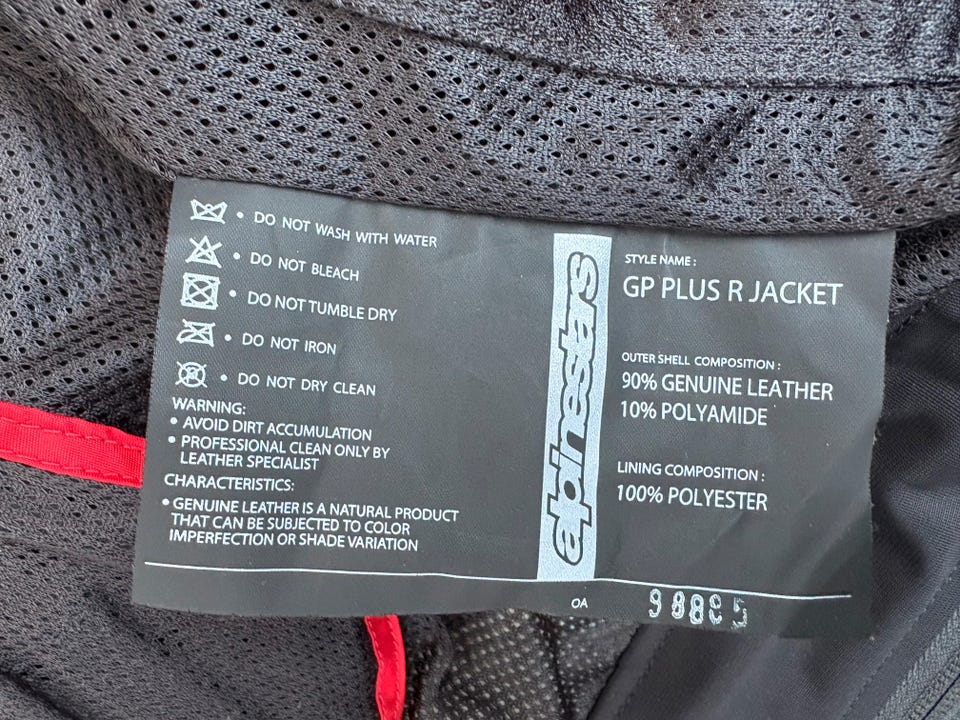 • DO NOT WASH WITH WATER
• DO NOT BLEACH
• DO NOT TUMBLE DRY
• DO NOT IRON
• DO NOT DRY CLEAN
WARNING:
• AVOID DIRT ACCUMULATION
• PROFESSIONAL CLEAN ONLY BY
LEATHER SPECIALIST
CHARACTERISTICS:
• GENUINE LEATHER IS A NATURAL PRODUCT
THAT CAN BE SUBJECTED TO COLOR
IMPERFECTION OR SHADE VARIATION
alpinestars
STYLE NAME :
GP PLUS R JACKET
OUTER SHELL COMPOSITION :
90% GENUINE LEATHER
10% POLYAMIDE
LINING COMPOSITION :
100% POLYESTER
OA